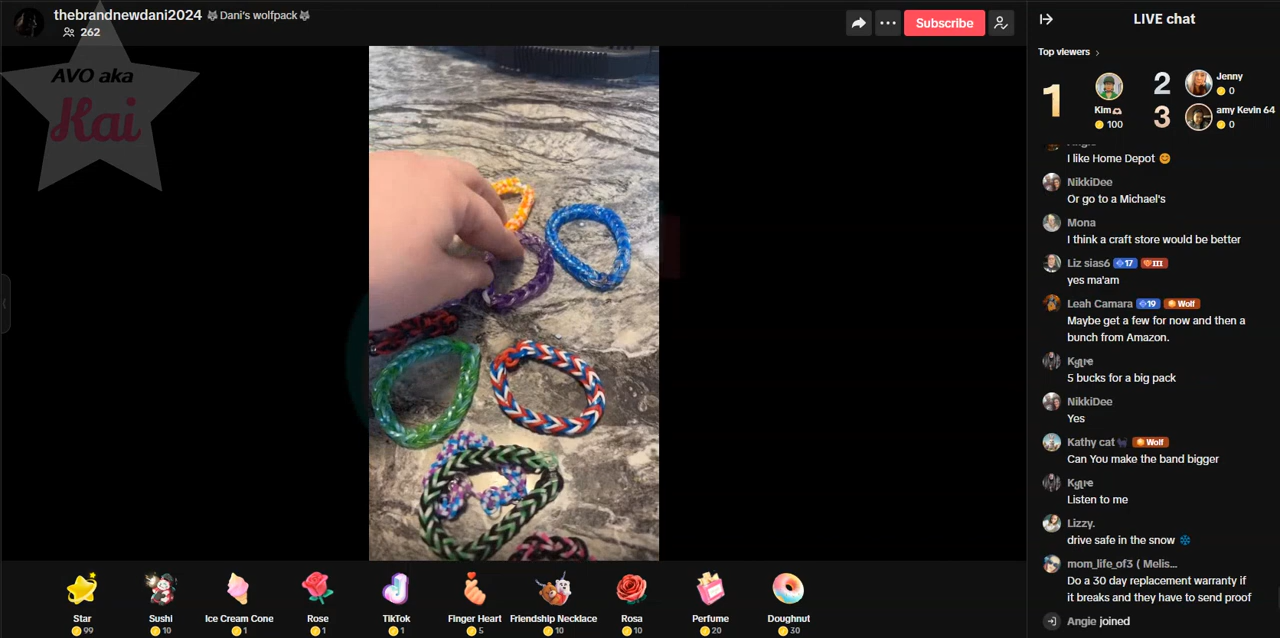 thebrandnewdani2024 🐺Dani's wolfpack🐺
262
Subscribe
AVO aka
Kai
LIVE chat
Top viewers
1
Kim
100
2
Jenny
0
3
amy Kevin 64
0
I like Home Depot 😊
NikkiDee
Or go to a Michael's
Mona
I think a craft store would be better
Liz sias6 17 III
yes ma'am
Leah Camara 19 Wolf
Maybe get a few for now and then a
bunch from Amazon.
5 bucks for a big pack
NikkiDee
Yes
Kathy cat🐈‍⬛ Wolf
Can You make the band bigger
Listen to me
Lizzy.
drive safe in the snow ❄️
mom_life_of3 ( Melis...
Do a 30 day replacement warranty if
it breaks and they have to send proof
Angie joined
Star
99
Sushi
10
Ice Cream Cone
1
Rose
1
TikTok
1
Finger Heart
5
Friendship Necklace
10
Rosa
10
Perfume
20
Doughnut
30